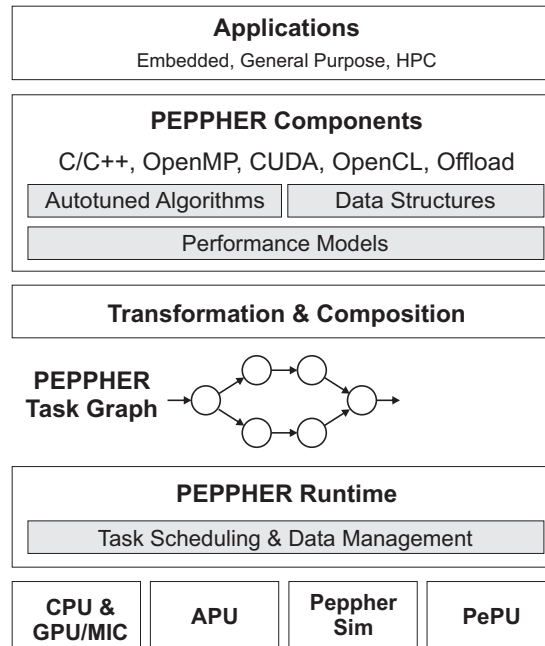 Applications
Embedded, General Purpose, HPC
PEPPHER Components
C/C++, OpenMP, CUDA, OpenCL, Offload
Autotuned Algorithms
Data Structures
Performance Models
Transformation & Composition
PEPPHER
Task Graph
PEPPHER Runtime
Task Scheduling & Data Management
CPU &
GPU/MIC
APU
Peppher
Sim
PePU